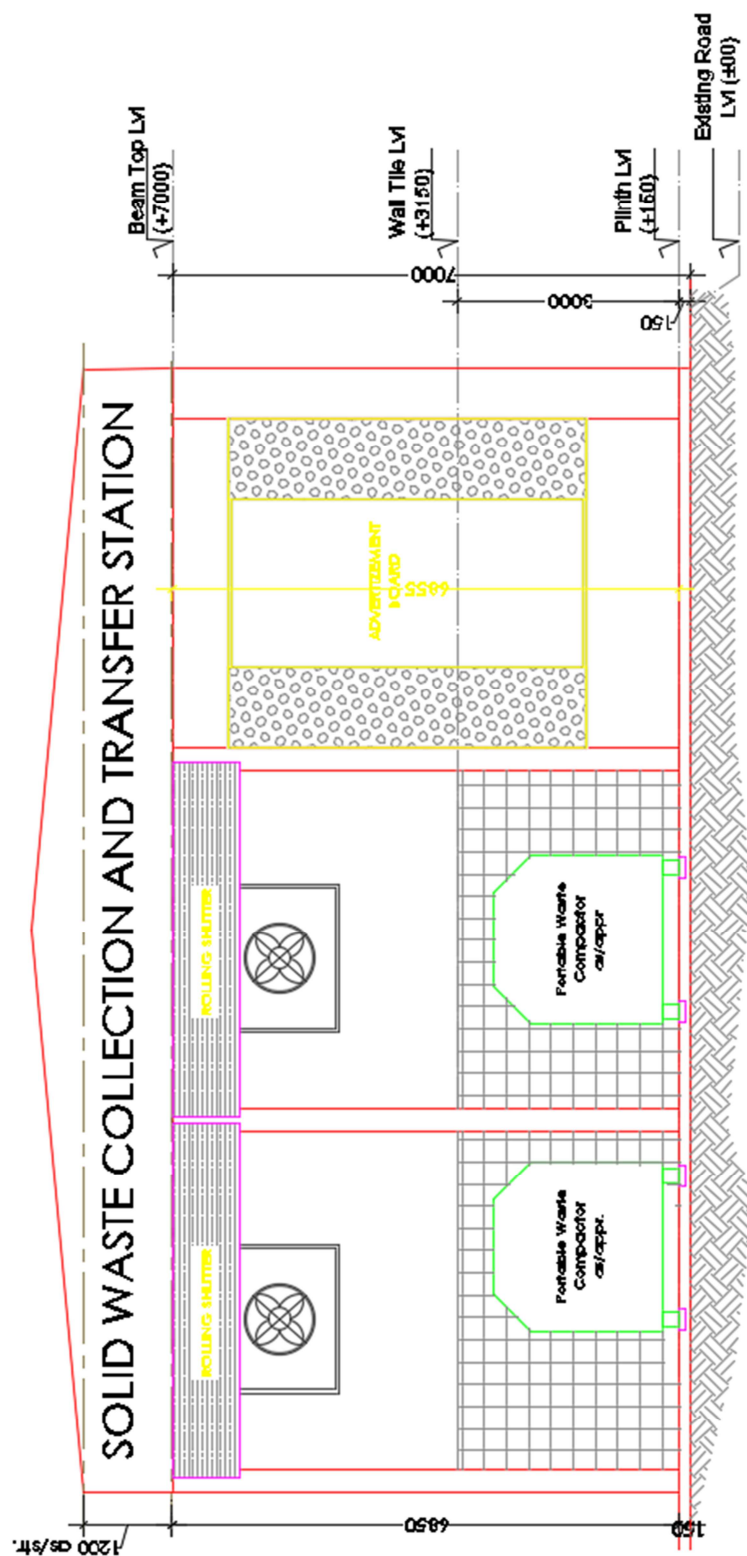 SOLID WASTE COLLECTION AND TRANSFER STATION
1200 as/str.
6850
150
ROLLING SHUTTER
ROLLING SHUTTER
Portable Waste
Compactor
as/appr.
Portable Waste
Compactor
as/appr
ADVERTIZEMENT
BOARD
6855
7000
3000
150
Beam Top Lvl
(+7000)
Wall Tile Lvl
(+3150)
Plinth Lvl
(+150)
Existing Road
Lvl (±00)